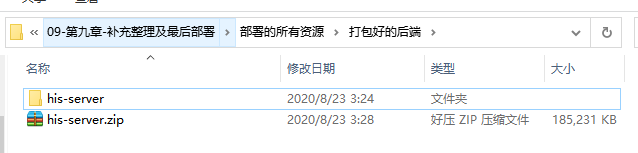 « 09-第九章-补充整理及最后部署 › 部署的所有资源 › 打包好的后端 ›
名称 修改日期 类型 大小
his-server 2020/8/23 3:24 文件夹
his-server.zip 2020/8/23 3:28 好压 ZIP 压缩文件 185,231 KB